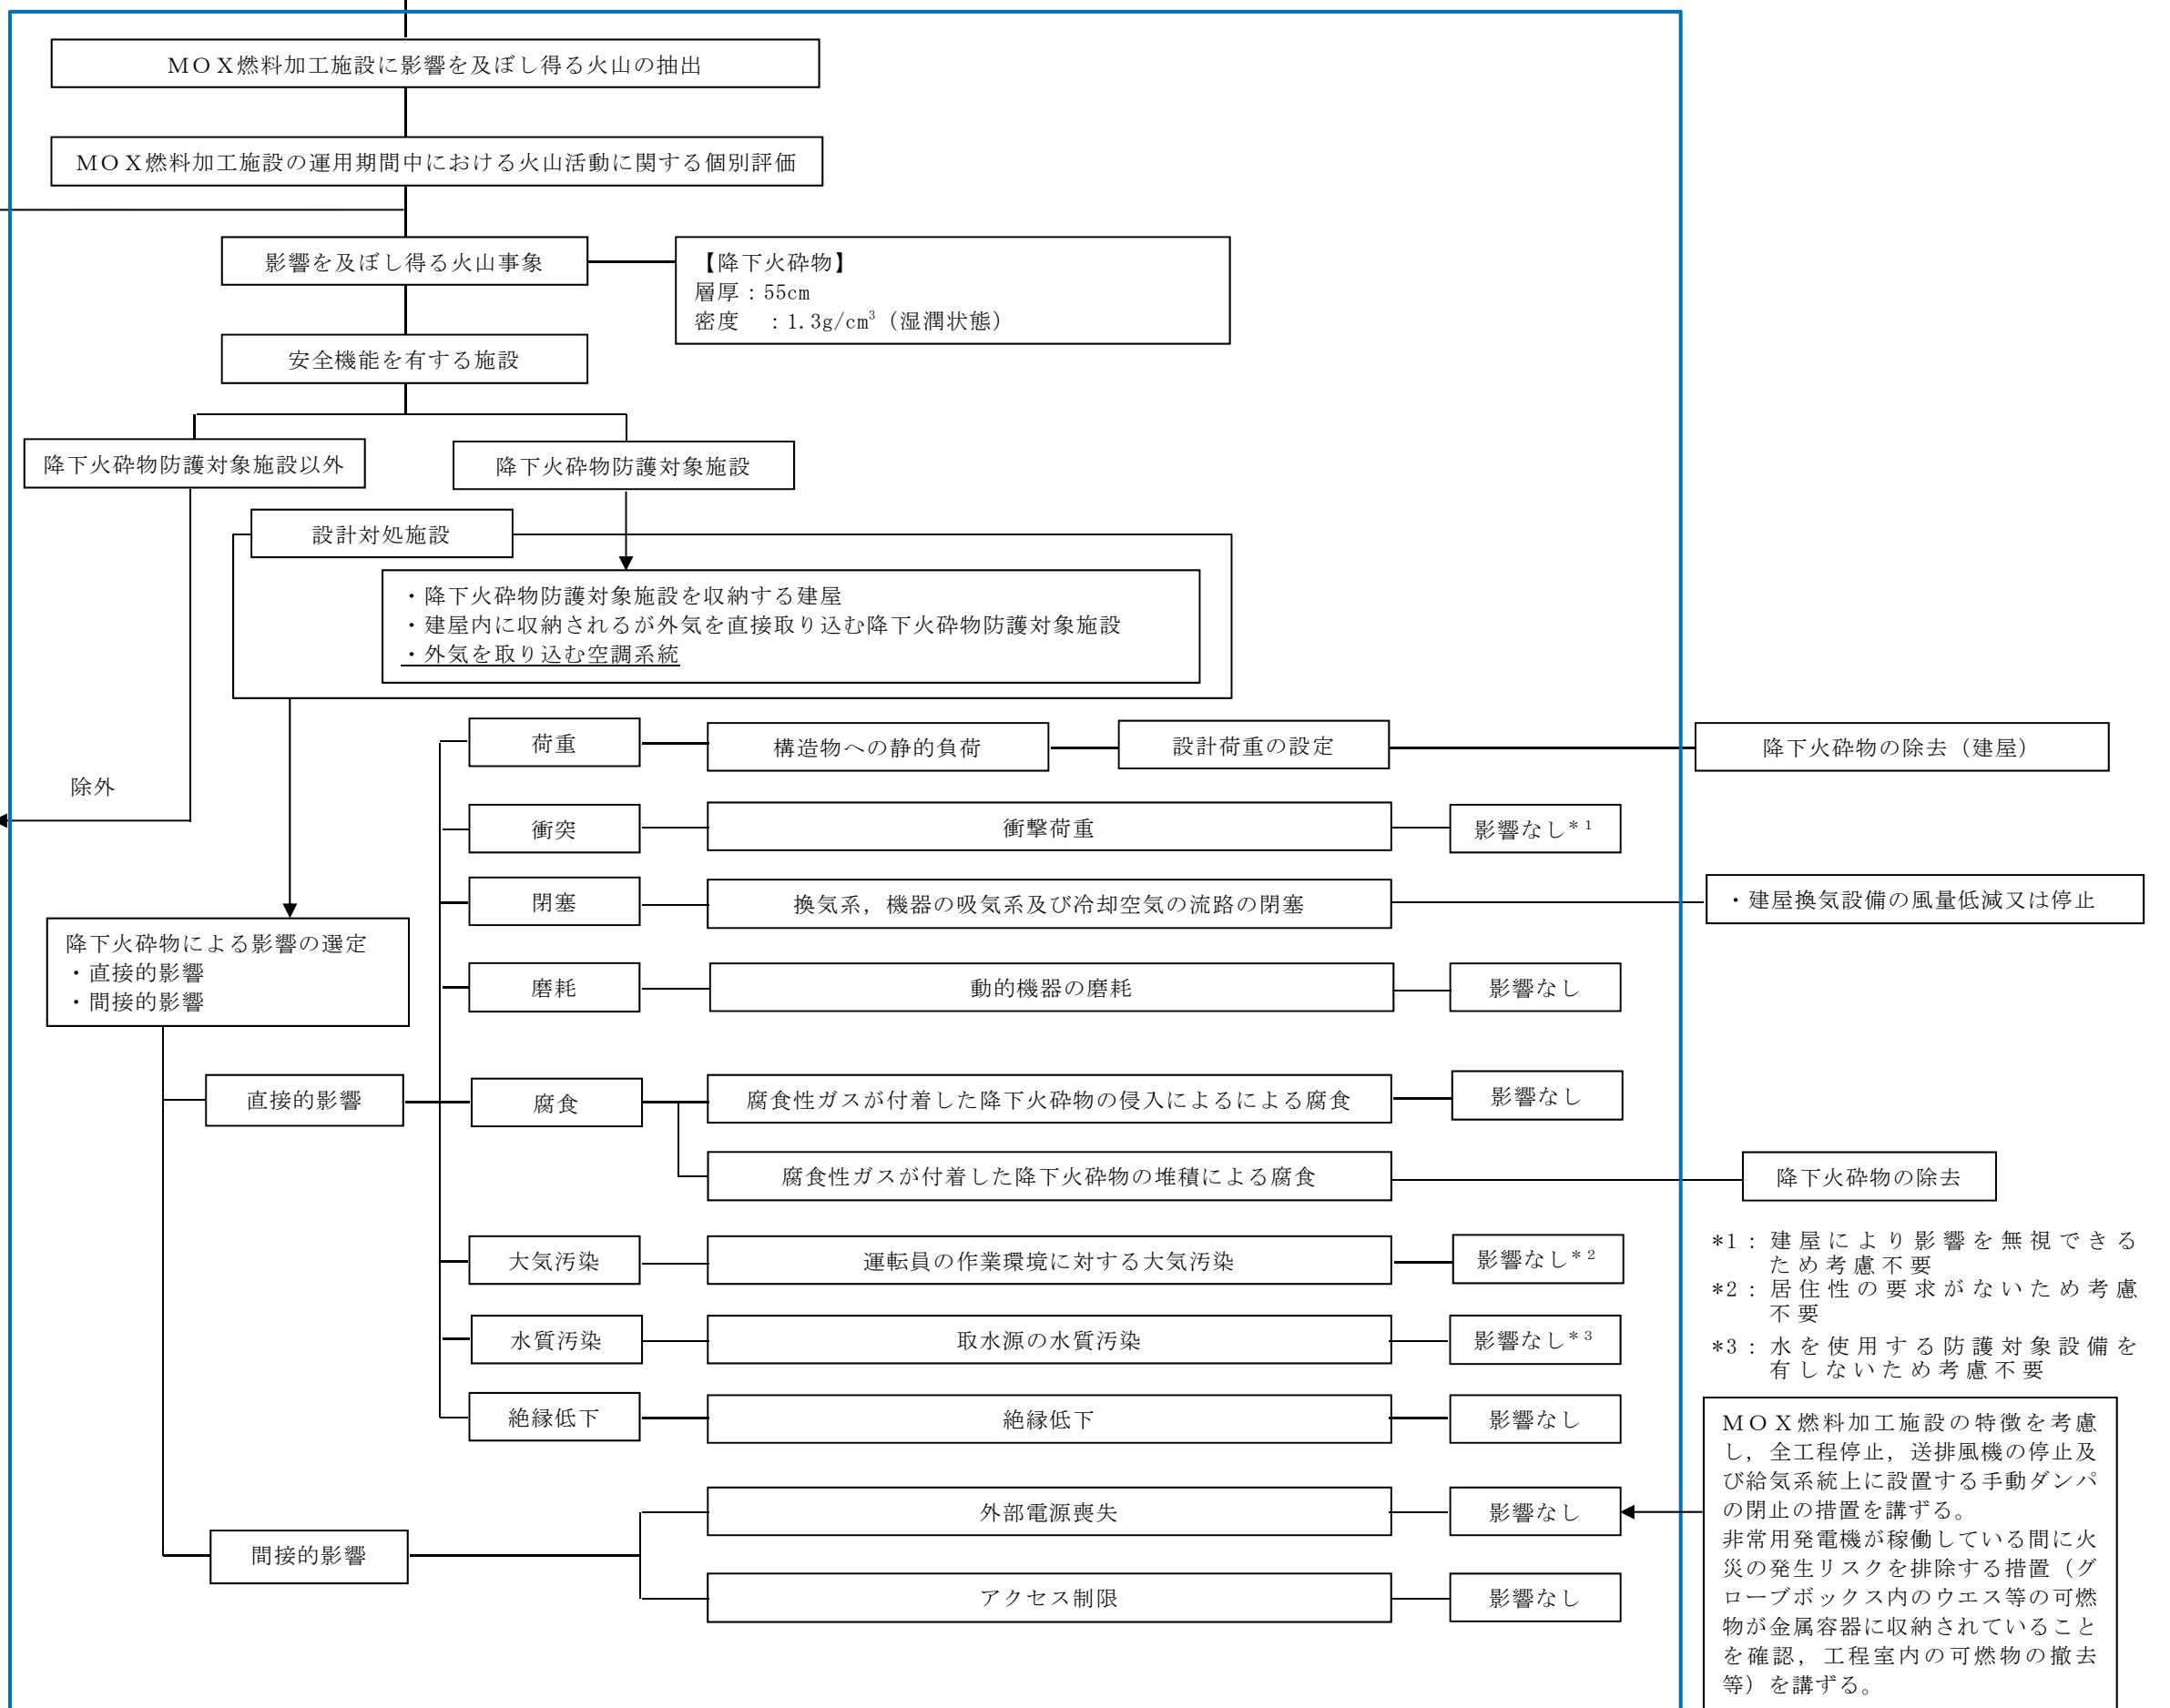 ＭＯＸ燃料加工施設に影響を及ぼし得る火山の抽出
ＭＯＸ燃料加工施設の運用期間中における火山活動に関する個別評価
影響を及ぼし得る火山事象
【降下火砕物】
層厚：55cm
密度　：1.3g/cm³（湿潤状態）
安全機能を有する施設
降下火砕物防護対象施設以外
降下火砕物防護対象施設
設計対処施設
・降下火砕物防護対象施設を収納する建屋
・建屋内に収納されるが外気を直接取り込む降下火砕物防護対象施設
・外気を取り込む空調系統
荷重
構造物への静的負荷
設計荷重の設定
降下火砕物の除去（建屋）
除外
衝突
衝撃荷重
影響なし＊１
閉塞
換気系，機器の吸気系及び冷却空気の流路の閉塞
・建屋換気設備の風量低減又は停止
降下火砕物による影響の選定
・直接的影響
・間接的影響
磨耗
動的機器の磨耗
影響なし
直接的影響
腐食
腐食性ガスが付着した降下火砕物の侵入によるによる腐食
影響なし
腐食性ガスが付着した降下火砕物の堆積による腐食
降下火砕物の除去
大気汚染
運転員の作業環境に対する大気汚染
影響なし＊２
水質汚染
取水源の水質汚染
影響なし＊３
*1：建屋により影響を無視できる
ため考慮不要
*2：居住性の要求がないため考慮
不要
*3：水を使用する防護対象設備を
有しないため考慮不要
絶縁低下
絶縁低下
影響なし
間接的影響
外部電源喪失
影響なし
アクセス制限
影響なし
ＭＯＸ燃料加工施設の特徴を考慮
し，全工程停止，送排風機の停止及
び給気系統上に設置する手動ダンパ
の閉止の措置を講ずる。
非常用発電機が稼働している間に火
災の発生リスクを排除する措置（グ
ローブボックス内のウエス等の可燃
物が金属容器に収納されていること
を確認，工程室内の可燃物の撤去
等）を講ずる。